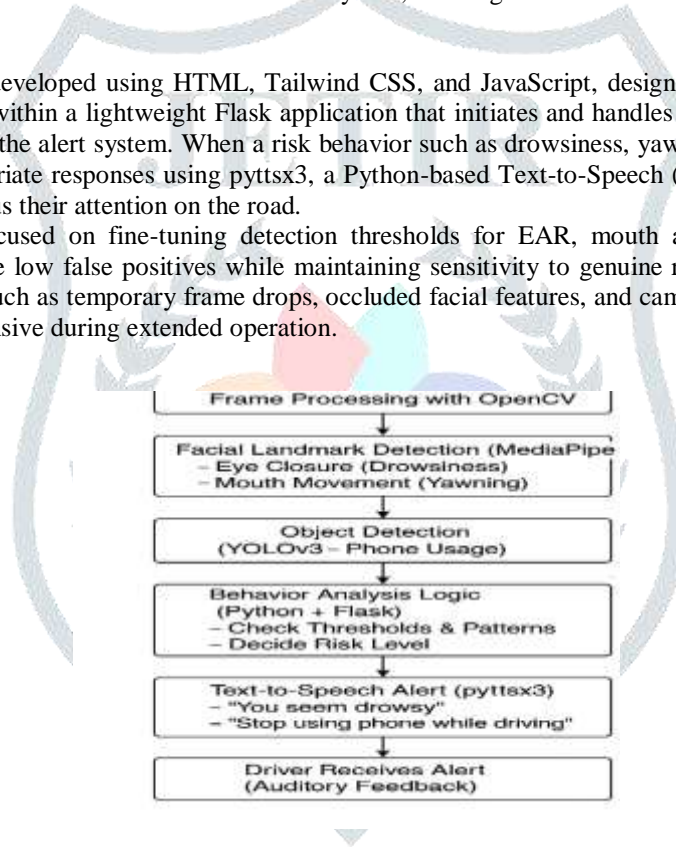 developed using HTML, Tailwind CSS, and JavaScript, design
within a lightweight Flask application that initiates and handles
the alert system. When a risk behavior such as drowsiness, yaw
riate responses using pyttsx3, a Python-based Text-to-Speech (
us their attention on the road.
cused on fine-tuning detection thresholds for EAR, mouth a
e low false positives while maintaining sensitivity to genuine r
such as temporary frame drops, occluded facial features, and cam
nsive during extended operation.
JETIR
Frame Processing with OpenCV
Facial Landmark Detection (MediaPipe
– Eye Closure (Drowsiness)
– Mouth Movement (Yawning)
Object Detection
(YOLOv3 – Phone Usage)
Behavior Analysis Logic
(Python + Flask)
– Check Thresholds & Patterns
– Decide Risk Level
Text-to-Speech Alert (pyttsx3)
– "You seem drowsy"
– "Stop using phone while driving"
Driver Receives Alert
(Auditory Feedback)